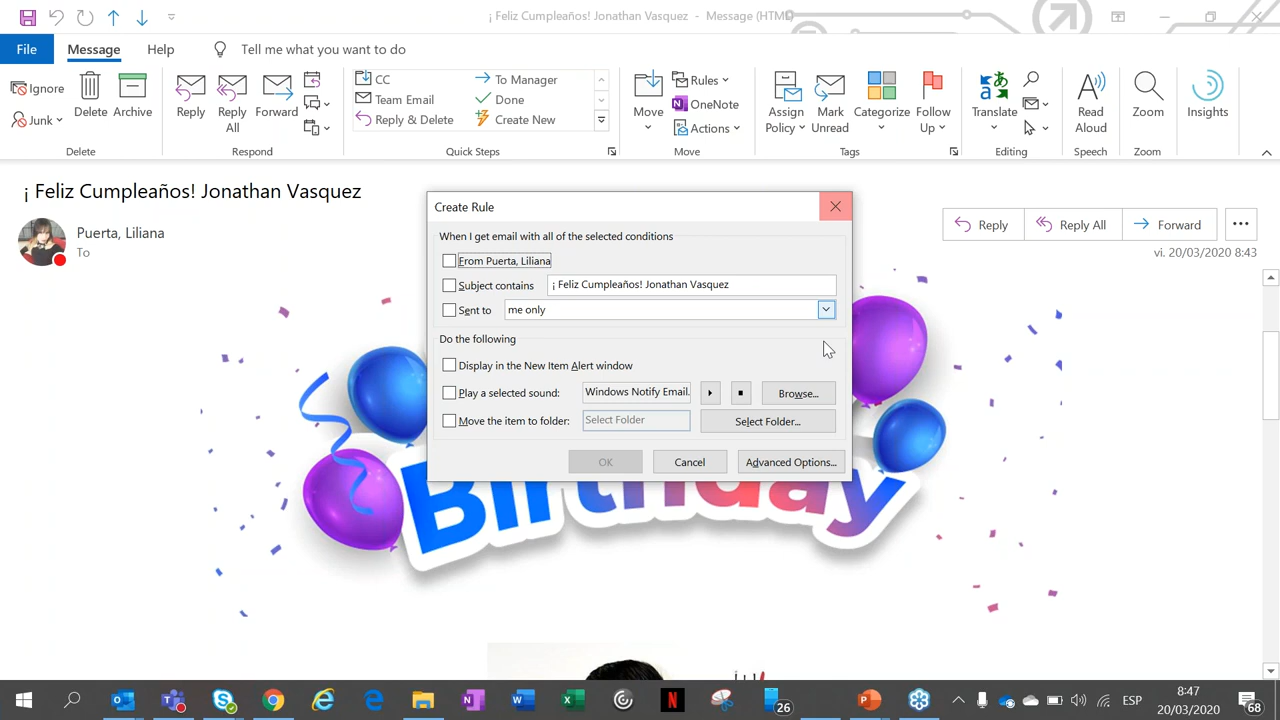 ¡ Feliz Cumpleaños! Jonathan Vasquez - Message (HTML)
File Message Help Tell me what you want to do
Ignore
Junk
Delete
Archive
Delete
Reply
Reply All
Forward
Respond
CC
To Manager
Team Email
Done
Reply & Delete
Create New
Quick Steps
Move
Rules
OneNote
Actions
Move
Assign Policy
Mark Unread
Categorize
Follow Up
Tags
Translate
Editing
Read Aloud
Speech
Zoom
Zoom
Insights
¡ Feliz Cumpleaños! Jonathan Vasquez
Puerta, Liliana
To
Reply
Reply All
Forward
vi. 20/03/2020 8:43
Create Rule
When I get email with all of the selected conditions
From Puerta, Liliana
Subject contains ¡ Feliz Cumpleaños! Jonathan Vasquez
Sent to me only
Do the following
Display in the New Item Alert window
Play a selected sound: Windows Notify Email. Browse...
Move the item to folder: Select Folder Select Folder...
OK Cancel Advanced Options...
Birthday
26
ESP
8:47
20/03/2020
68